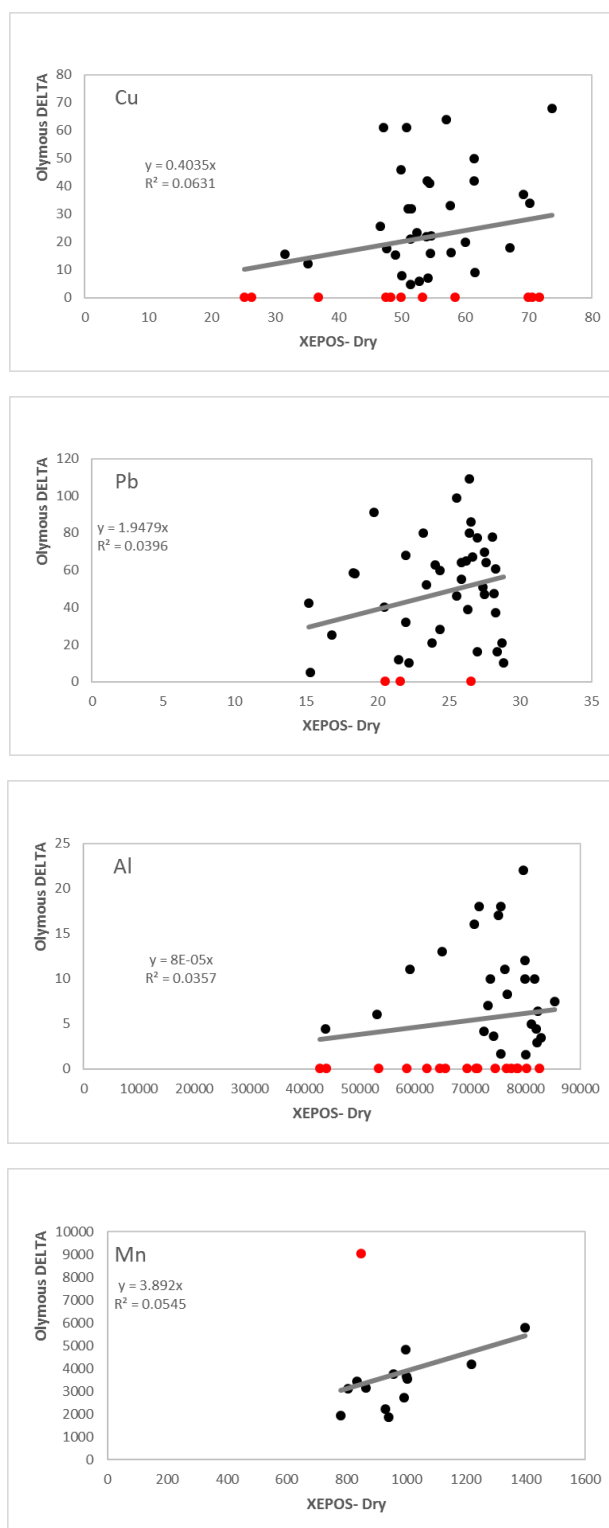 Cu
y = 0.4035x
R² = 0.0631
Olymous DELTA
80
70
60
50
40
30
20
10
0
0 10 20 30 40 50 60 70 80
XEPOS- Dry
Pb
y = 1.9479x
R² = 0.0396
Olymous DELTA
120
100
80
60
40
20
0
0 5 10 15 20 25 30 35
XEPOS- Dry
Al
y = 8E-05x
R² = 0.0357
Olymous DELTA
25
20
15
10
5
0
0 10000 20000 30000 40000 50000 60000 70000 80000 90000
XEPOS- Dry
Mn
y = 3.892x
R² = 0.0545
Olymous DELTA
10000
9000
8000
7000
6000
5000
4000
3000
2000
1000
0
0 200 400 600 800 1000 1200 1400 1600
XEPOS- Dry